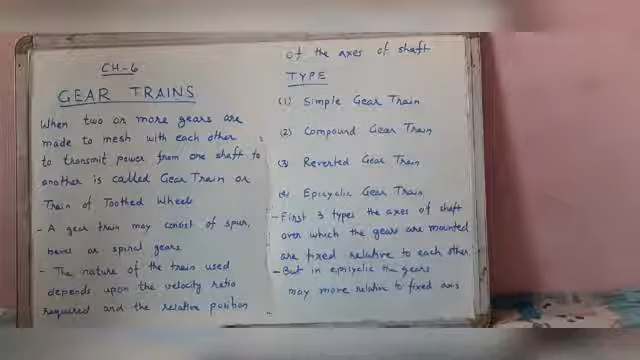 CH-6
GEAR TRAINS
When two or more gears are
made to mesh with each other
to transmit power from one shaft to
another is called Gear Train or
Train of Toothed Wheels
- A gear train may consist of spur,
bevel or spiral gears
- The nature of the train used
depends upon the velocity ratio
required and the relative position
of the axes of shaft
TYPE
(1) Simple Gear Train
(2) Compound Gear Train
(3) Reverted Gear Train
(4) Epicyclic Gear Train
- First 3 types the axes of shaft
over which the gears are mounted
are fixed relative to each other
- But in epicyclic the gears
may move relative to fixed axis